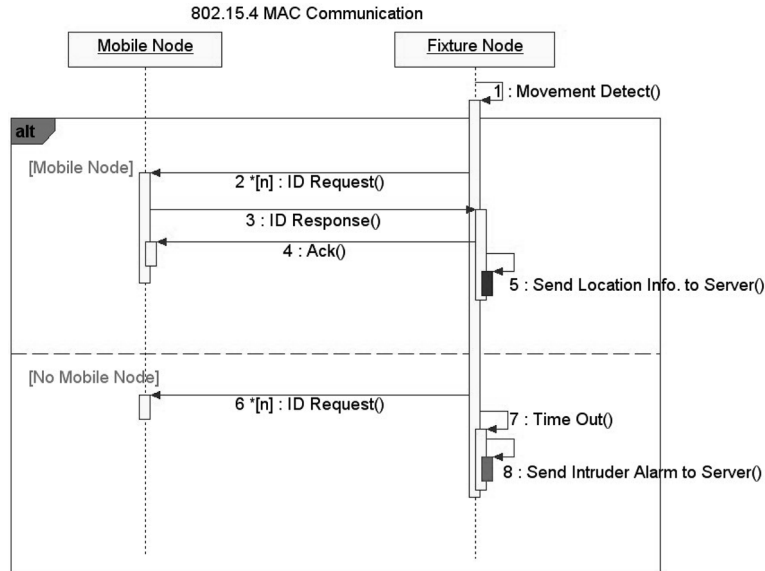 802.15.4 MAC Communication
Mobile Node
Fixture Node
1 : Movement Detect()
alt
[Mobile Node]
2 *[n] : ID Request()
3 : ID Response()
4 : Ack()
5 : Send Location Info. to Server()
[No Mobile Node]
6 *[n] : ID Request()
7 : Time Out()
8 : Send Intruder Alarm to Server()